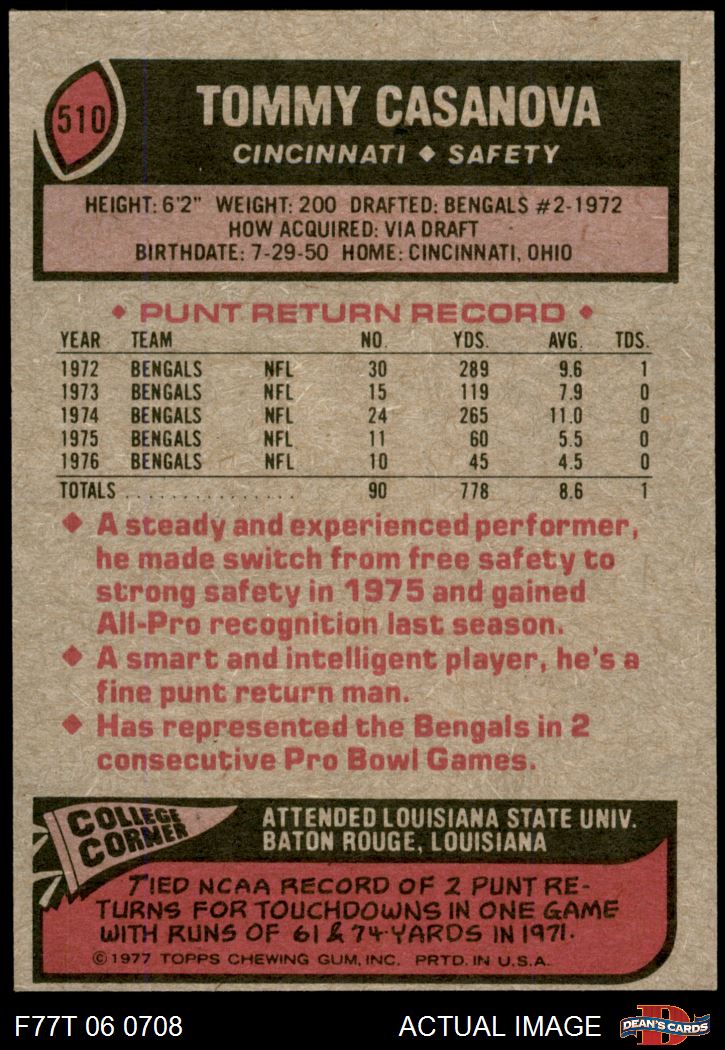 510
TOMMY CASANOVA
CINCINNATI ◆ SAFETY
HEIGHT: 6'2" WEIGHT: 200 DRAFTED: BENGALS #2-1972
HOW ACQUIRED: VIA DRAFT
BIRTHDATE: 7-29-50 HOME: CINCINNATI, OHIO
◆ PUNT RETURN RECORD ◆
YEAR TEAM NO. YDS. AVG. TDS.
1972 BENGALS NFL 30 289 9.6 1
1973 BENGALS NFL 15 119 7.9 0
1974 BENGALS NFL 24 265 11.0 0
1975 BENGALS NFL 11 60 5.5 0
1976 BENGALS NFL 10 45 4.5 0
TOTALS . . . . . . . . . . . . . . . 90 778 8.6 1
◆ A steady and experienced performer,
he made switch from free safety to
strong safety in 1975 and gained
All-Pro recognition last season.
◆ A smart and intelligent player, he's a
fine punt return man.
◆ Has represented the Bengals in 2
consecutive Pro Bowl Games.
COLLEGE
CORNER
ATTENDED LOUISIANA STATE UNIV.
BATON ROUGE, LOUISIANA
TIED NCAA RECORD OF 2 PUNT RE-
TURNS FOR TOUCHDOWNS IN ONE GAME
WITH RUNS OF 61 & 74-YARDS IN 1971.
© 1977 TOPPS CHEWING GUM, INC. PRTD. IN U.S.A.
F77T 06 0708 ACTUAL IMAGE
D
DEAN'S CARDS